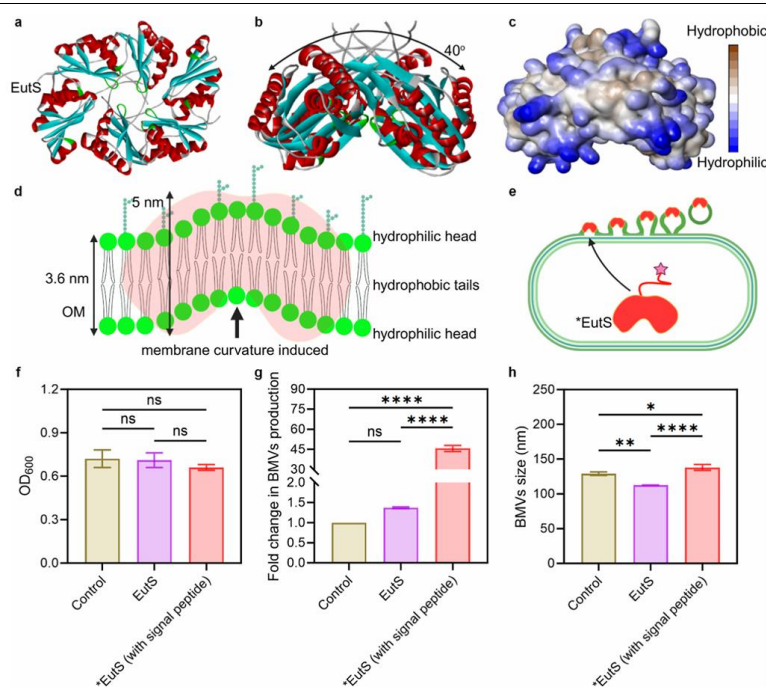 a
EutS
b
40°
c
Hydrophobic
Hydrophilic
d
5 nm
3.6 nm
OM
hydrophilic head
hydrophobic tails
hydrophilic head
membrane curvature induced
e
*EutS
f
OD600
1.2
0.9
0.6
0.3
0.0
ns
ns
ns
Control
EutS
*EutS (with signal peptide)
g
Fold change in BMVs production
90
75
60
45
30
2.0
1.5
1.0
0.5
0.0
****
****
ns
Control
EutS
*EutS (with signal peptide)
h
BMVs size (nm)
250
200
150
100
50
0
*
****
**
Control
EutS
*EutS (with signal peptide)